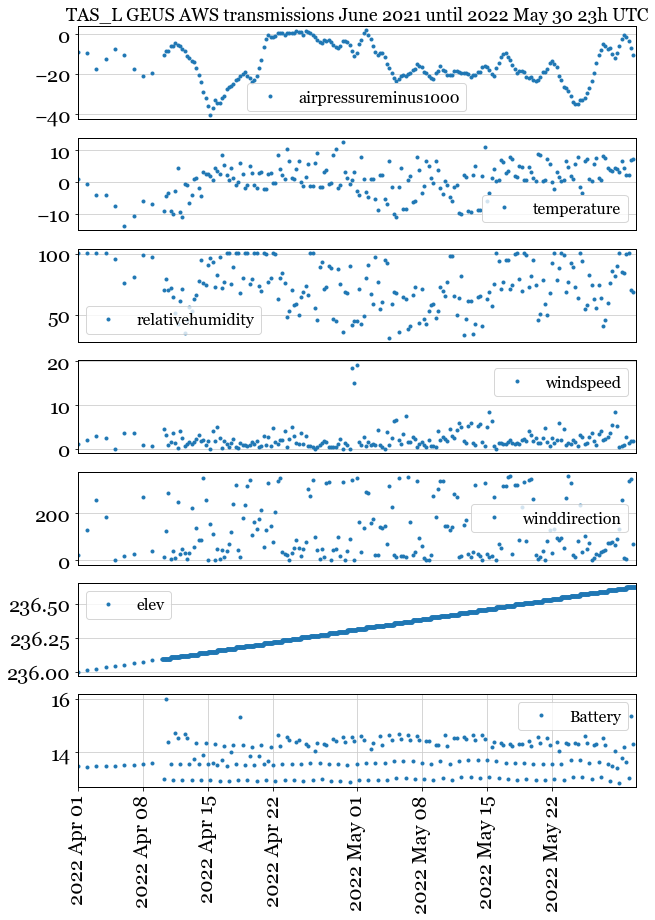 TAS_L GEUS AWS transmissions June 2021 until 2022 May 30 23h UTC
0
−20
−40
airpressureminus1000
10
0
−10
temperature
100
50
relativehumidity
20
10
0
windspeed
200
0
winddirection
236.50
236.25
236.00
elev
16
14
Battery
2022 Apr 01
2022 Apr 08
2022 Apr 15
2022 Apr 22
2022 May 01
2022 May 08
2022 May 15
2022 May 22